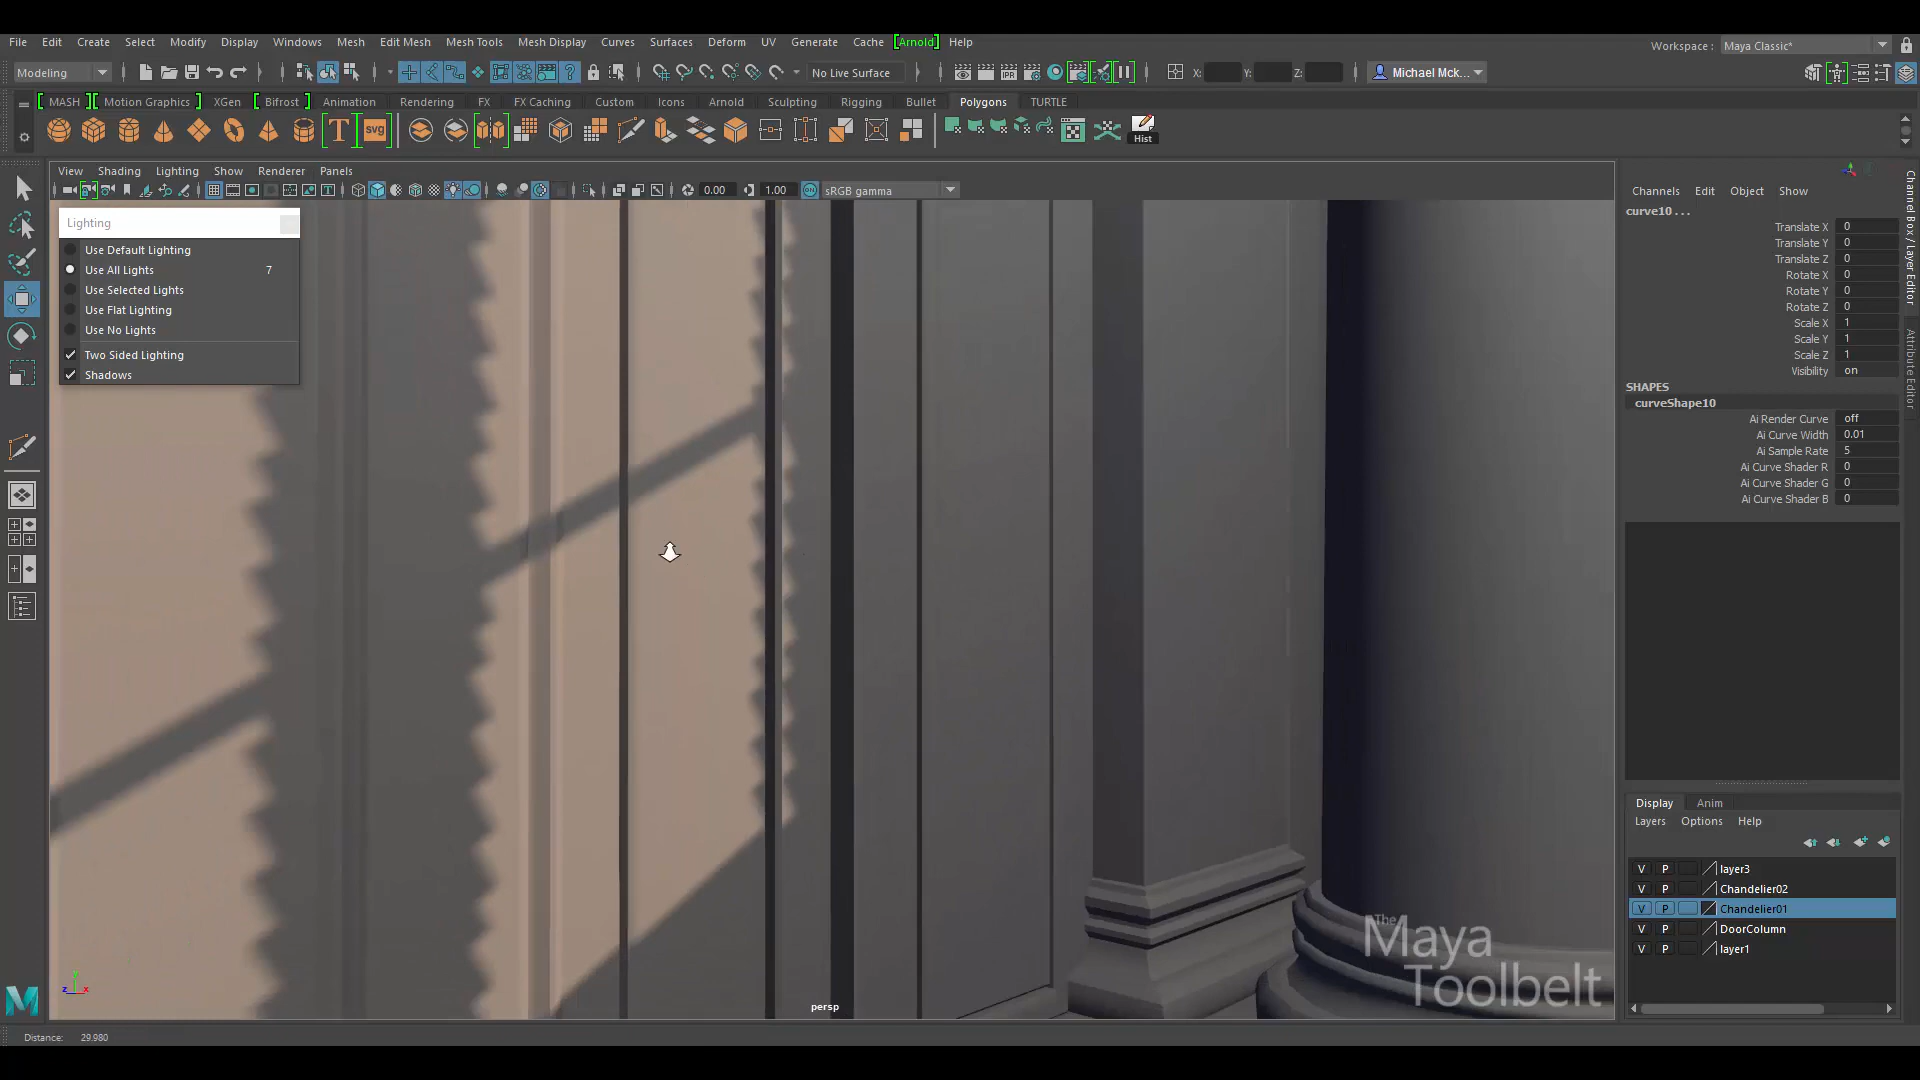 File Edit Create Select Modify Display Windows Mesh Edit Mesh Mesh Tools Mesh Display Curves Surfaces Deform UV Generate Cache [Arnold] Help
Workspace : Maya Classic*
Modeling No Live Surface X: Y: Z: Michael Mck...
MASH Motion Graphics XGen Bifrost Animation Rendering FX FX Caching Custom Icons Arnold Sculpting Rigging Bullet Polygons TURTLE
T svg Hist
IPR
View Shading Lighting Show Renderer Panels
0.00 1.00 sRGB gamma
Lighting
Use Default Lighting
Use All Lights 7
Use Selected Lights
Use Flat Lighting
Use No Lights
Two Sided Lighting
Shadows
Channels Edit Object Show
curve10 ...
Translate X 0
Translate Y 0
Translate Z 0
Rotate X 0
Rotate Y 0
Rotate Z 0
Scale X 1
Scale Y 1
Scale Z 1
Visibility on
SHAPES
curveShape10
Ai Render Curve off
Ai Curve Width 0.01
Ai Sample Rate 5
Ai Curve Shader R 0
Ai Curve Shader G 0
Ai Curve Shader B 0
Channel Box / Layer Editor
Attribute Editor
Display Anim
Layers Options Help
V P layer3
V P Chandelier02
V P Chandelier01
V P DoorColumn
V P layer1
The Maya Toolbelt
y
z x
persp
Distance: 29.980